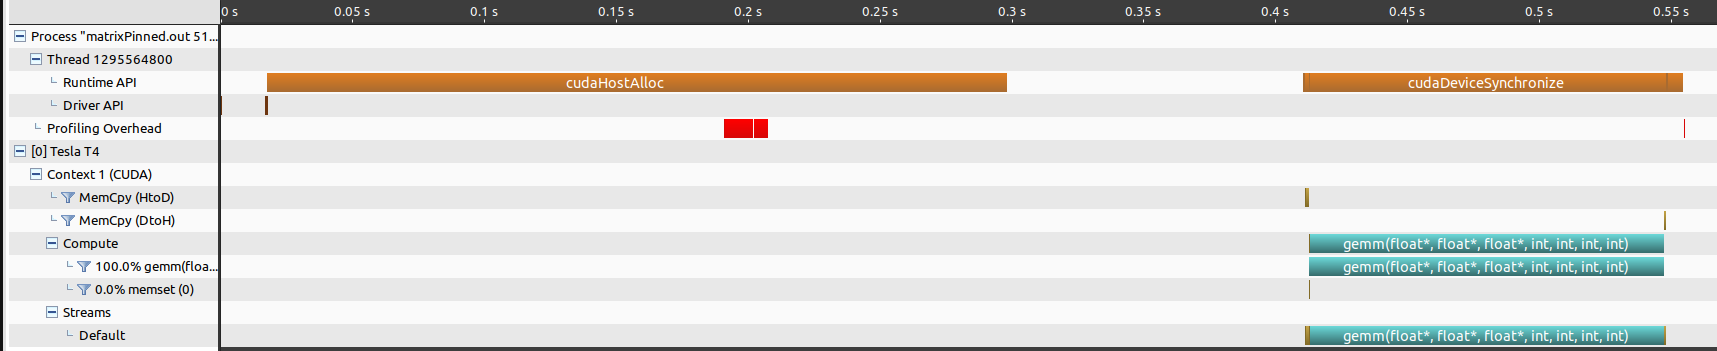 0 s 0.05 s 0.1 s 0.15 s 0.2 s 0.25 s 0.3 s 0.35 s 0.4 s 0.45 s 0.5 s 0.55 s
Process "matrixPinned.out 51...
Thread 1295564800
Runtime API cudaHostAlloc cudaDeviceSynchronize
Driver API
Profiling Overhead
[0] Tesla T4
Context 1 (CUDA)
MemCpy (HtoD)
MemCpy (DtoH)
Compute gemm(float*, float*, float*, int, int, int, int)
100.0% gemm(floa... gemm(float*, float*, float*, int, int, int, int)
0.0% memset (0)
Streams
Default gemm(float*, float*, float*, int, int, int, int)